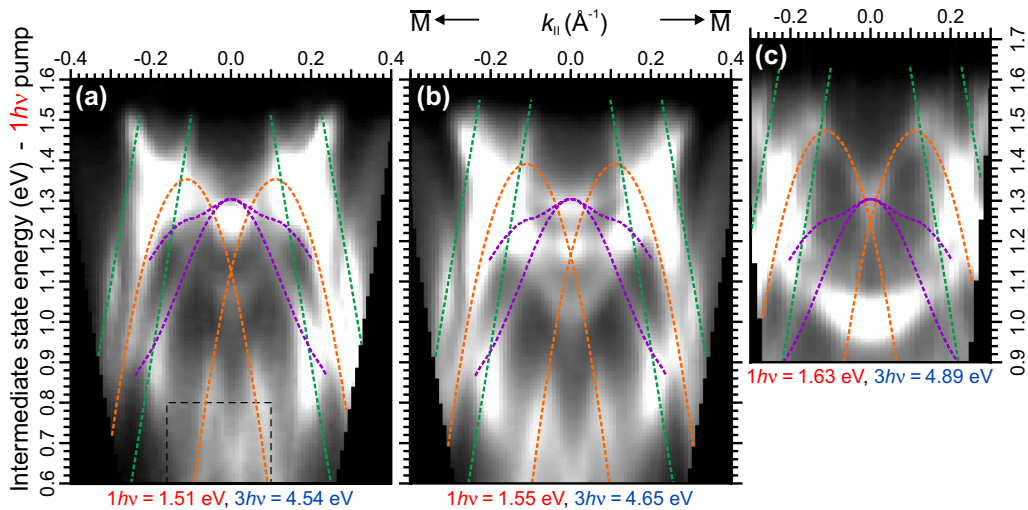 M̅ ← k|| (Å⁻¹) → M̅
-0.4 -0.2 0.0 0.2 0.4
-0.2 0.0 0.2 0.4
-0.2 0.0 0.2
Intermediate state energy (eV) - 1hν pump
(a)
1.6
1.5
1.4
1.3
1.2
1.1
1.0
0.9
0.8
0.7
0.6
1hν = 1.51 eV, 3hν = 4.54 eV
(b)
1hν = 1.55 eV, 3hν = 4.65 eV
(c)
1.7
1.6
1.5
1.4
1.3
1.2
1.1
1.0
0.9
1hν = 1.63 eV, 3hν = 4.89 eV